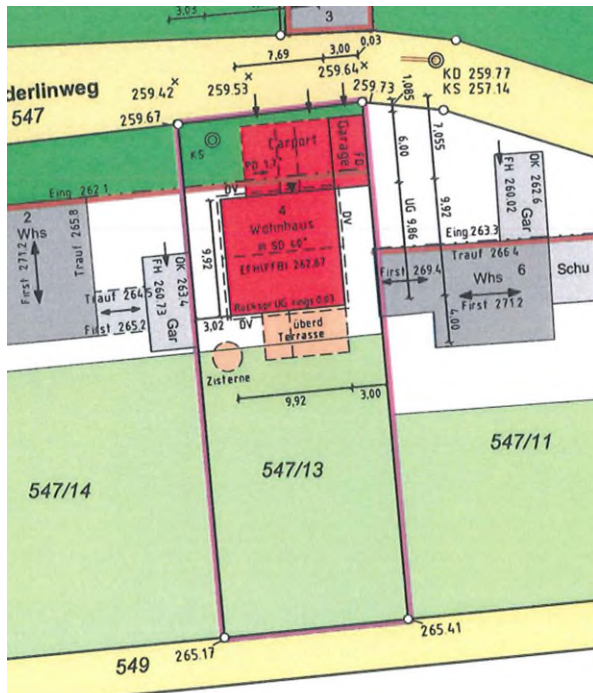 3,03
3
7,69
3,00
0,03
derlinweg
547
259.42
259.53
259.64
259.67
259.73
KD 259.77
KS 257.14
1,085
7,055
6,00
KS
Carport
Garage
FD
Eing 262.1
DV
UG 9,86
9,92
FH 260.02
OK 262.6
Gar
Eing 263.3
2
Whs
First 271.2
Trauf 265.8
9,92
4
Wohnhaus
DV
Trauf 266.4
First 269.4
Whs 6
Schu
First 271.2
FH 260.73
OK 263.4
Gar
Trauf 264.5
First 265.2
4,00
3,02
DV
überd
Terrasse
Zisterne
9,92
3,00
547/14
547/13
547/11
265.17
265.41
549